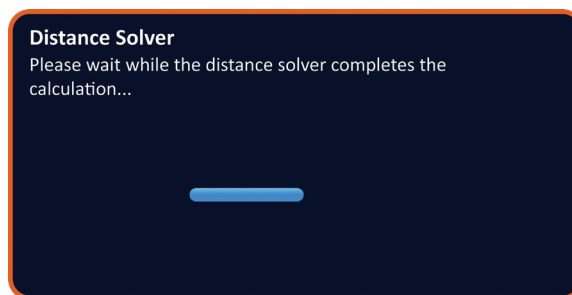 Distance Solver
Please wait while the distance solver completes the
calculation...